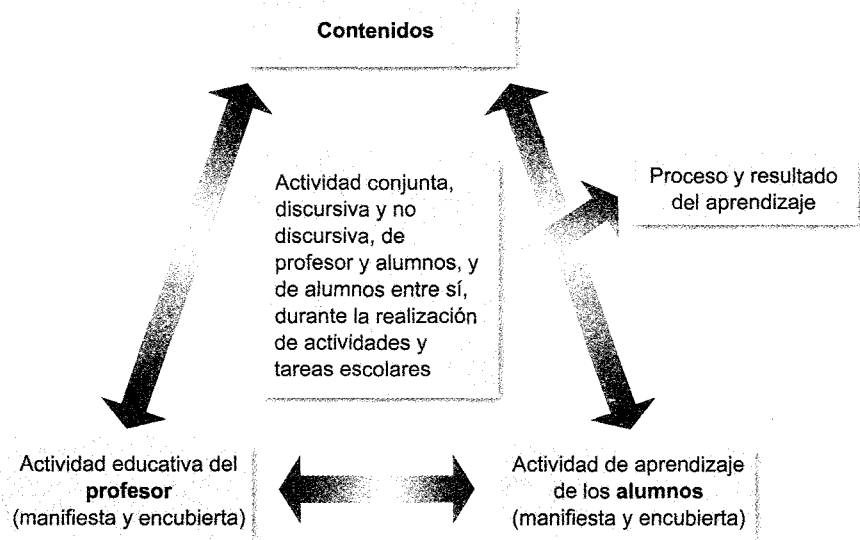 Contenidos
Actividad conjunta,
discursiva y no
discursiva, de
profesor y alumnos, y
de alumnos entre sí,
durante la realización
de actividades y
tareas escolares
Proceso y resultado
del aprendizaje
Actividad educativa del
profesor
(manifiesta y encubierta)
Actividad de aprendizaje
de los alumnos
(manifiesta y encubierta)